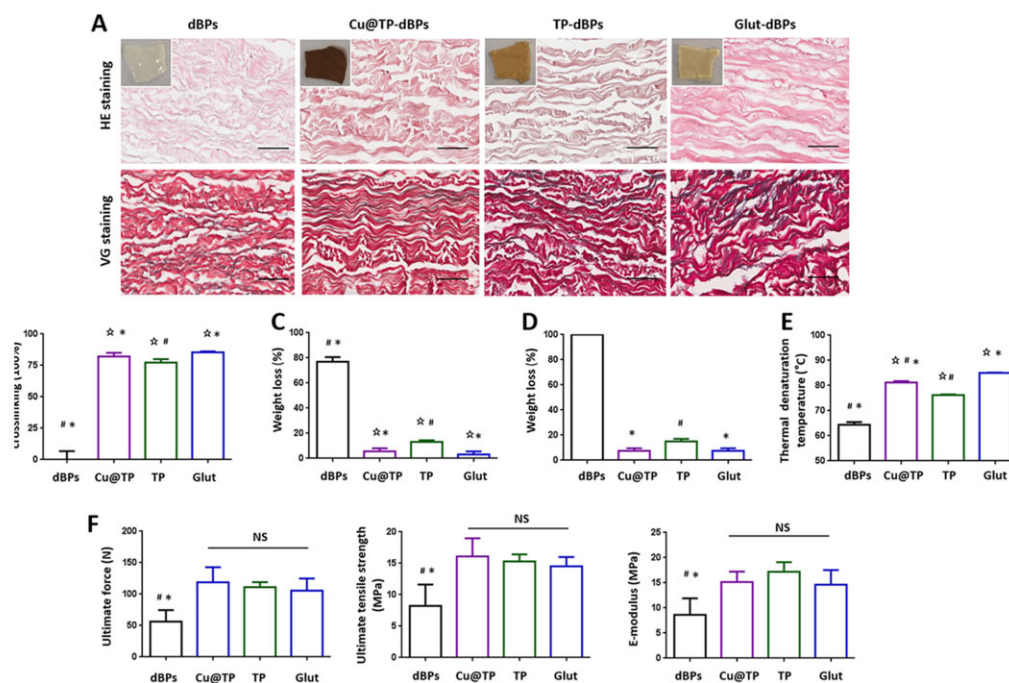 A
dBPs Cu@TP-dBPs TP-dBPs Glut-dBPs
HE staining
VG staining
crosslinking (100%)
100
75
50
25
0
☆ *
☆ #
☆ *
# *
dBPs Cu@TP TP Glut
C
Weight loss (%)
100
80
60
40
20
0
# *
☆ *
☆ #
☆ *
dBPs Cu@TP TP Glut
D
Weight loss (%)
100
80
60
40
20
0
*
#
*
dBPs Cu@TP TP Glut
E
Thermal denaturation
temperature (°C)
100
90
80
70
60
50
# *
☆ # *
☆ #
☆ *
dBPs Cu@TP TP Glut
F
Ultimate force (N)
200
150
100
50
0
# *
NS
dBPs Cu@TP TP Glut
Ultimate tensile strength
(MPa)
25
20
15
10
5
0
# *
NS
dBPs Cu@TP TP Glut
E-modulus (MPa)
25
20
15
10
5
0
# *
NS
dBPs Cu@TP TP Glut